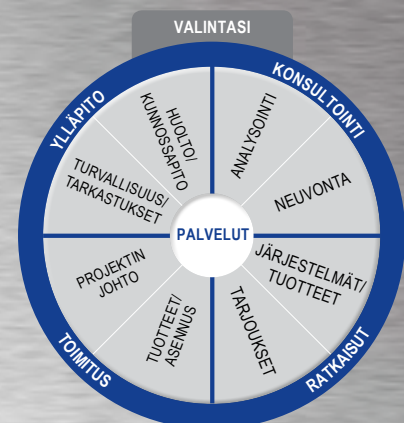 VALINTASI
KONSULTOINTI
ANALYSOINTI
NEUVONTA
RATKAISUT
JÄRJESTELMÄT/
TUOTTEET
TARJOUKSET
TOIMITUS
TUOTTEET/
ASENNUS
PROJEKTIN
JOHTO
YLLÄPITO
TURVALLISUUS/
TARKASTUKSET
HUOLTO/
KUNNOSSAPITO
PALVELUT